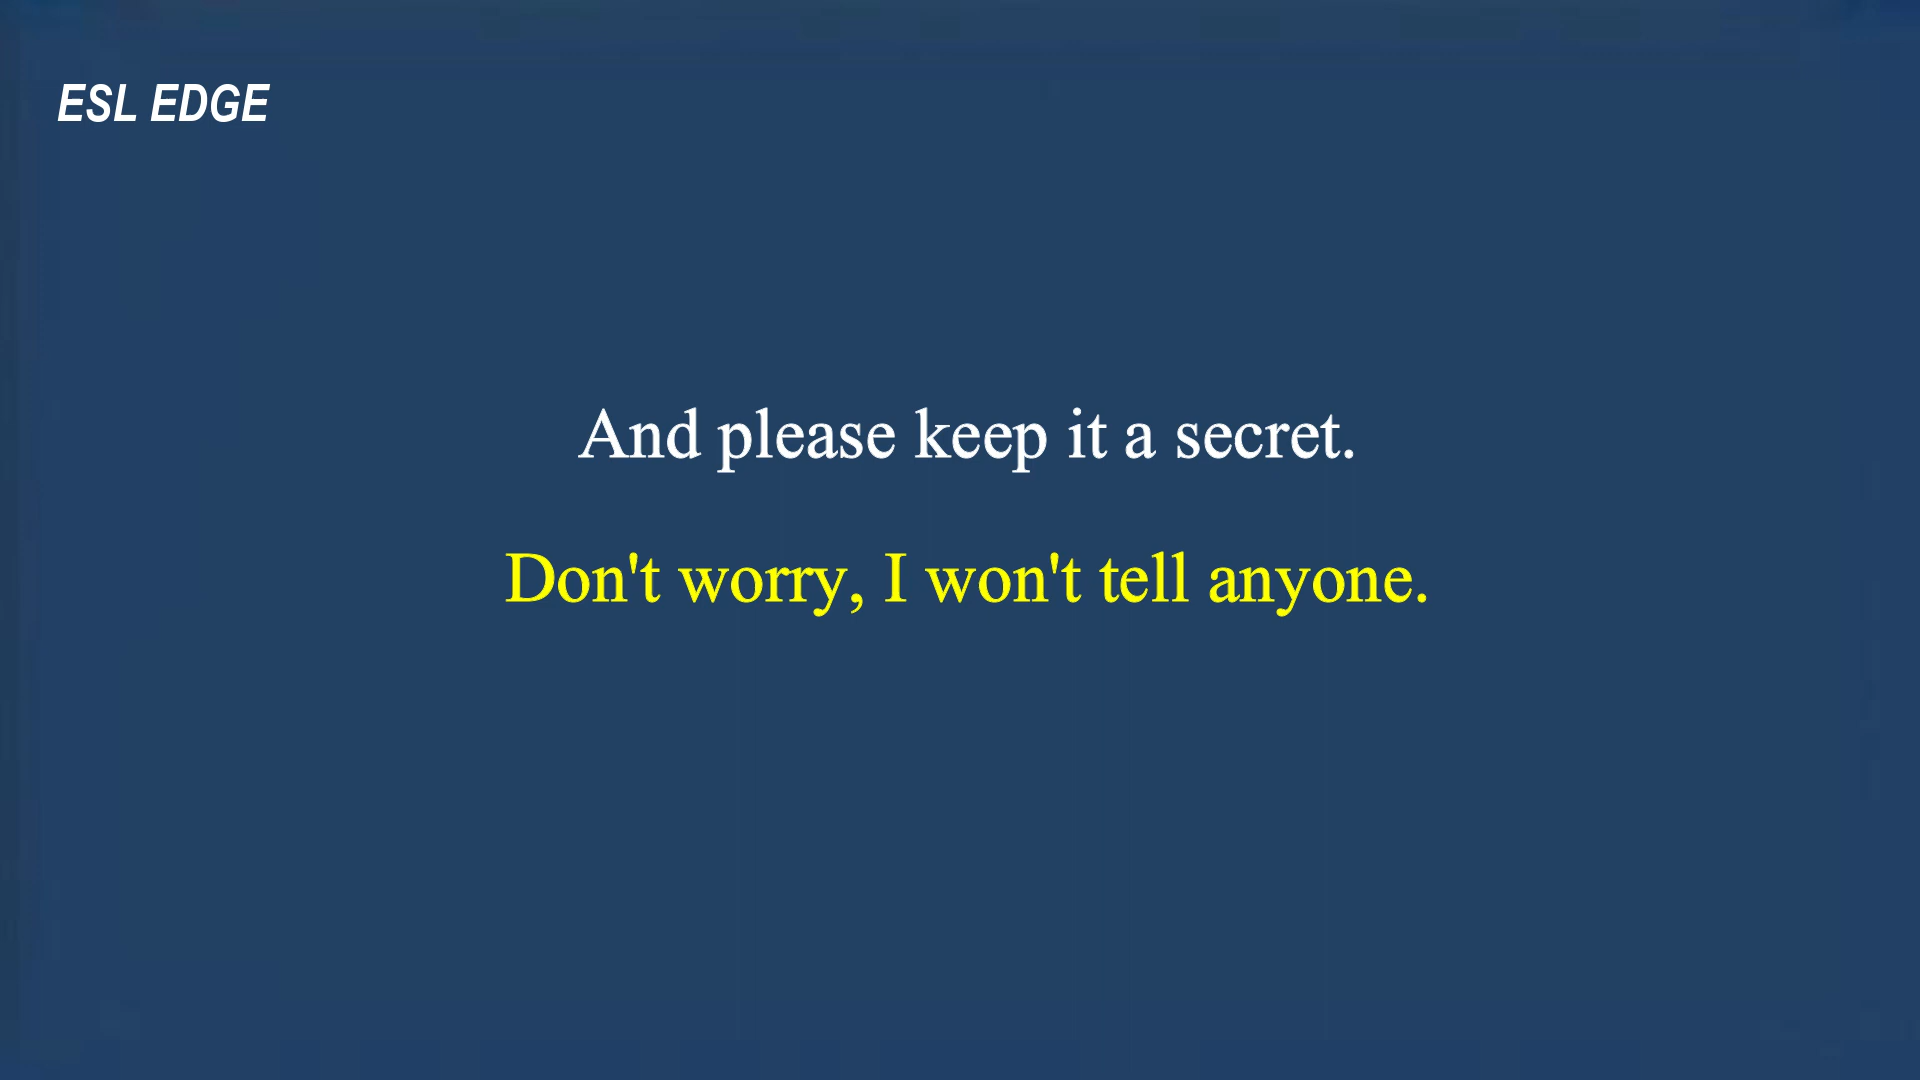 ESL EDGE
And please keep it a secret.
Don't worry, I won't tell anyone.